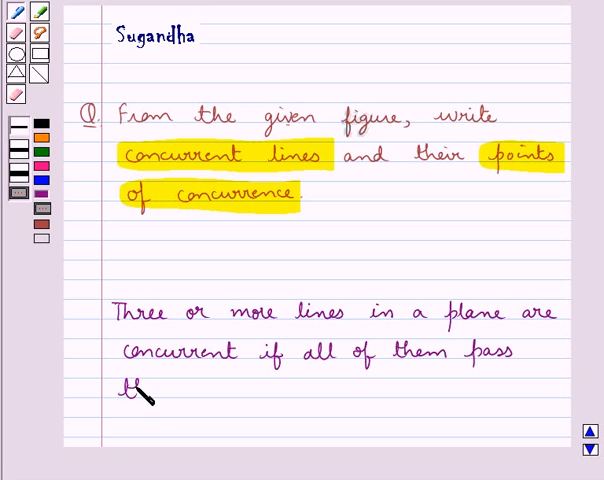 Sugandha
Q. From the given figure, write
concurrent lines and their points
of concurrence.
Three or more lines in a plane are
concurrent if all of them pass